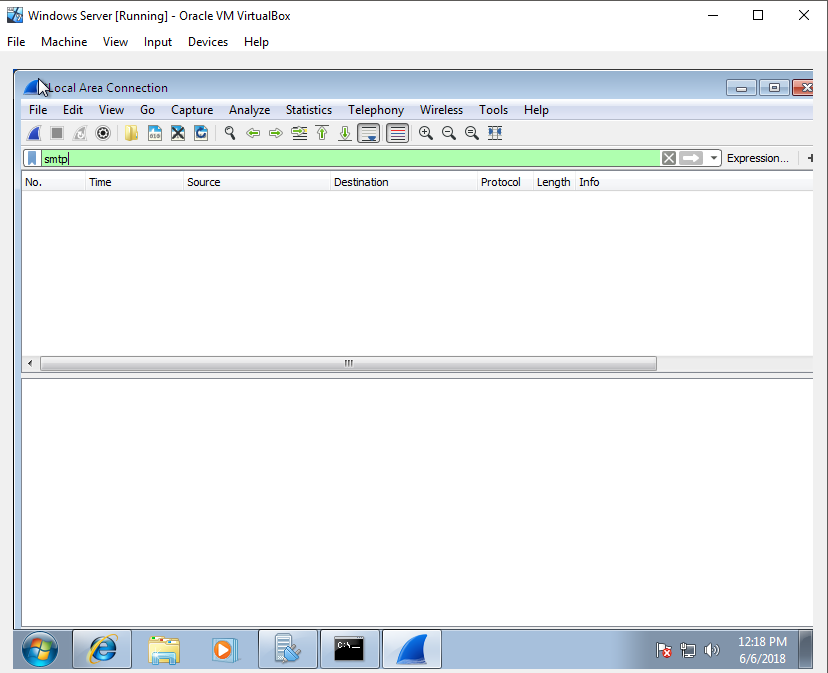 Windows Server [Running] - Oracle VM VirtualBox
File Machine View Input Devices Help
Local Area Connection
File Edit View Go Capture Analyze Statistics Telephony Wireless Tools Help
smtp Expression... +
No. Time Source Destination Protocol Length Info
C:\_
12:18 PM
6/6/2018